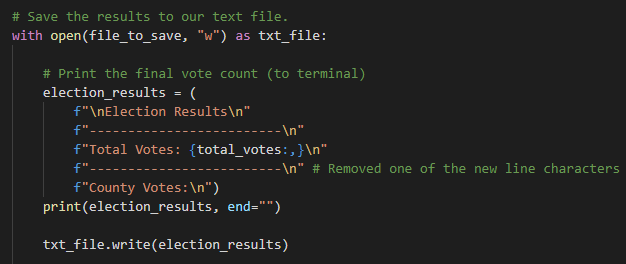 # Save the results to our text file.
with open(file_to_save, "w") as txt_file:
    # Print the final vote count (to terminal)
    election_results = (
        f"\nElection Results\n"
        f"-------------------------\n"
        f"Total Votes: {total_votes:,}\n"
        f"-------------------------\n" # Removed one of the new line characters
        f"County Votes:\n")
    print(election_results, end="")
    txt_file.write(election_results)